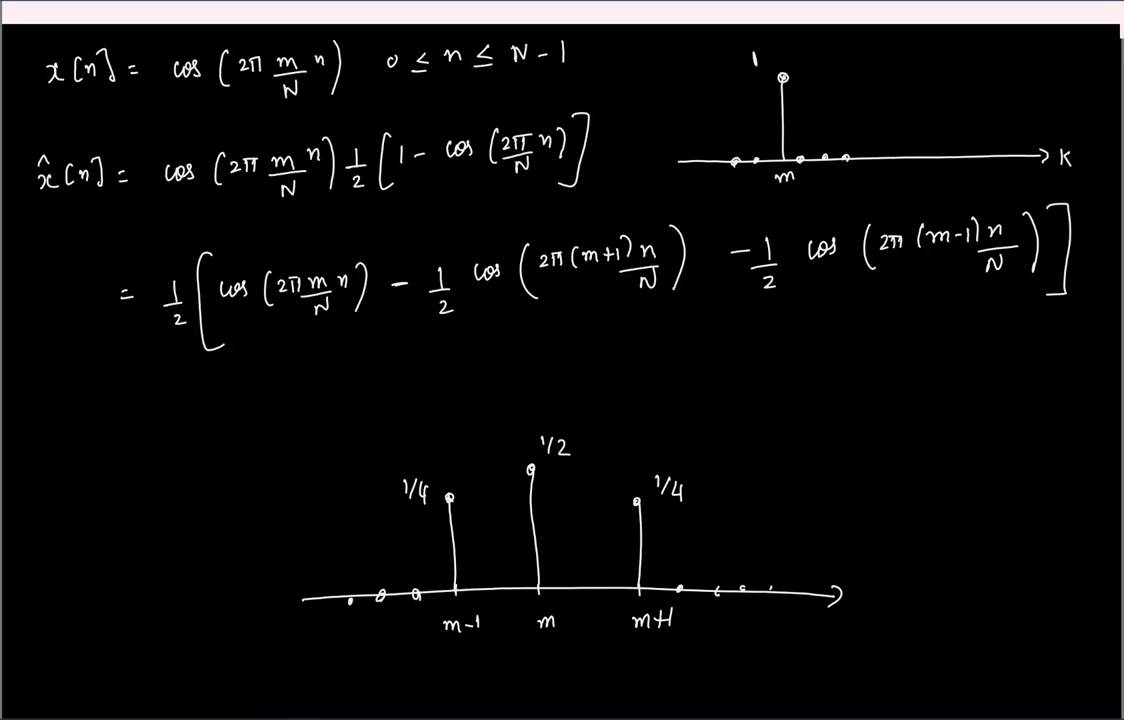 x[n] = cos(2π m/N n) 0 ≤ n ≤ N-1
1
m
K
x̂[n] = cos(2π m/N n) 1/2 [1 - cos(2π/N n)]
= 1/2 [cos(2π m/N n) - 1/2 cos(2π(m+1) n/N) - 1/2 cos(2π(m-1) n/N)]
1/4 1/2 1/4
m-1 m m+1